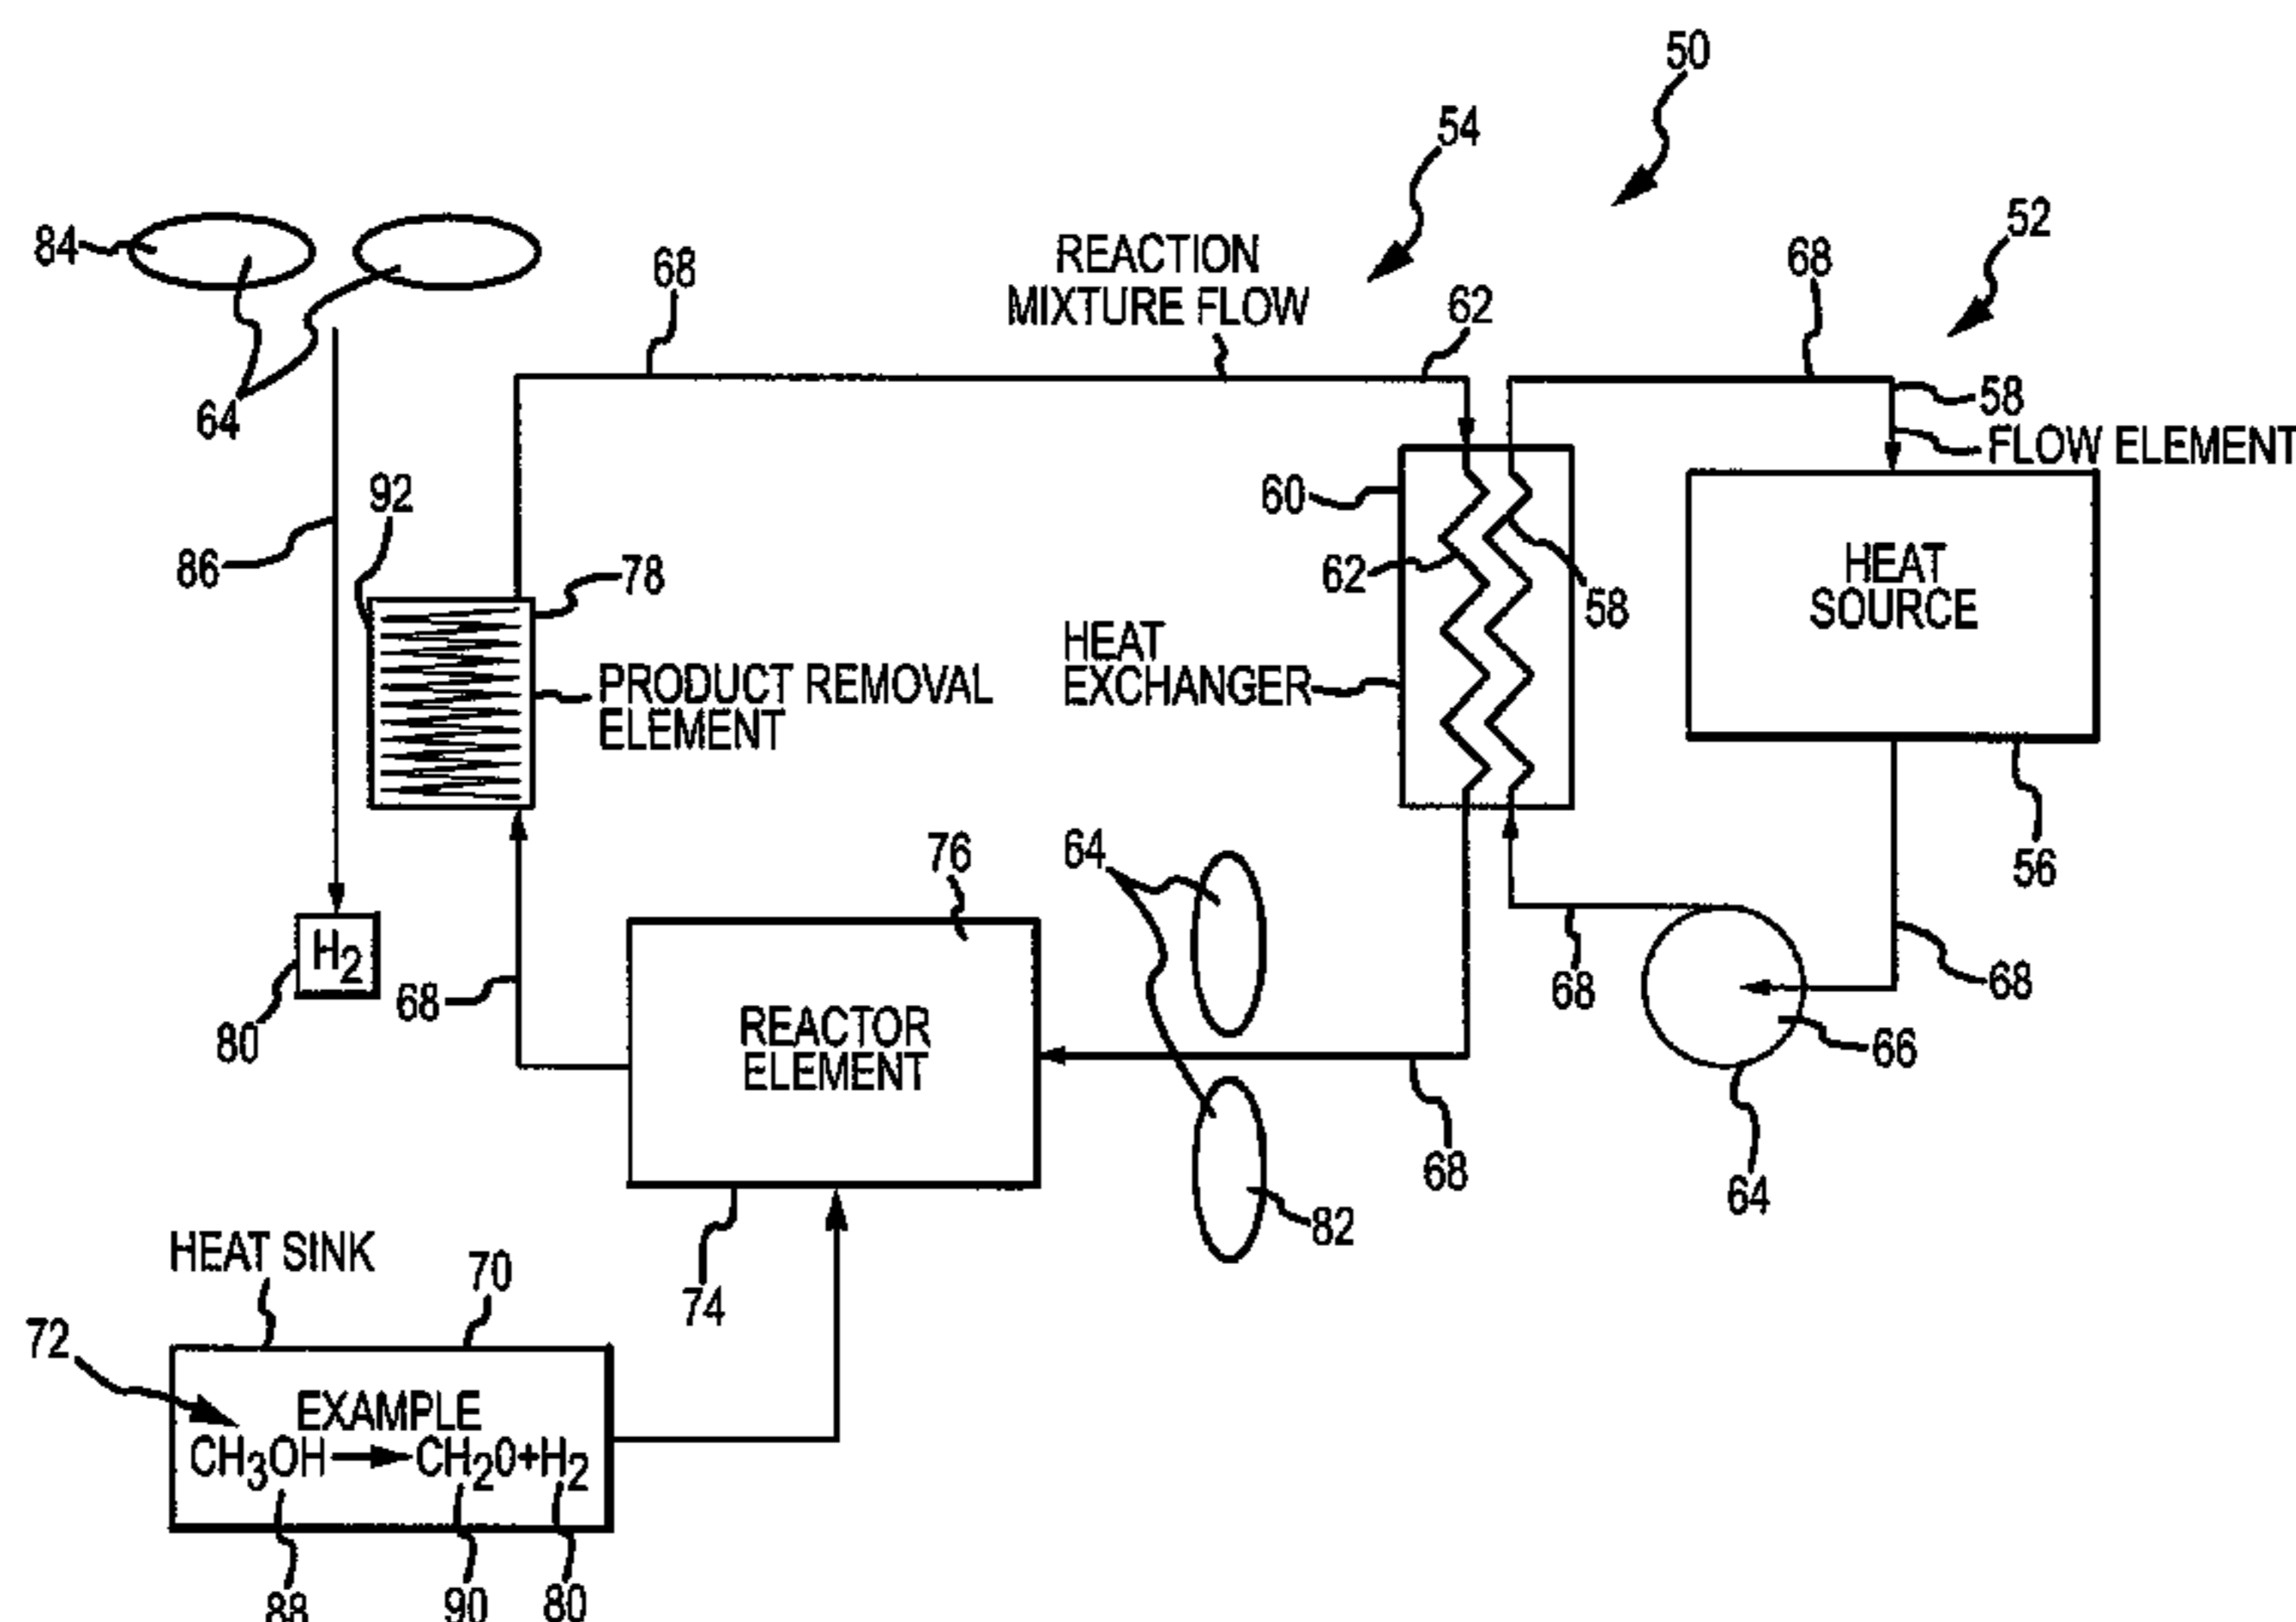 50
54
52
84
68
REACTION
MIXTURE FLOW
62
68
58
64
FLOW ELEMENT
92
60
86
78
62
58
HEAT
SOURCE
HEAT
EXCHANGER
PRODUCT REMOVAL
ELEMENT
76
64
56
H2
80
68
68
68
66
REACTOR
ELEMENT
68
64
82
74
HEAT SINK
70
72
EXAMPLE
CH3OH → CH2O+H2
88
90
80